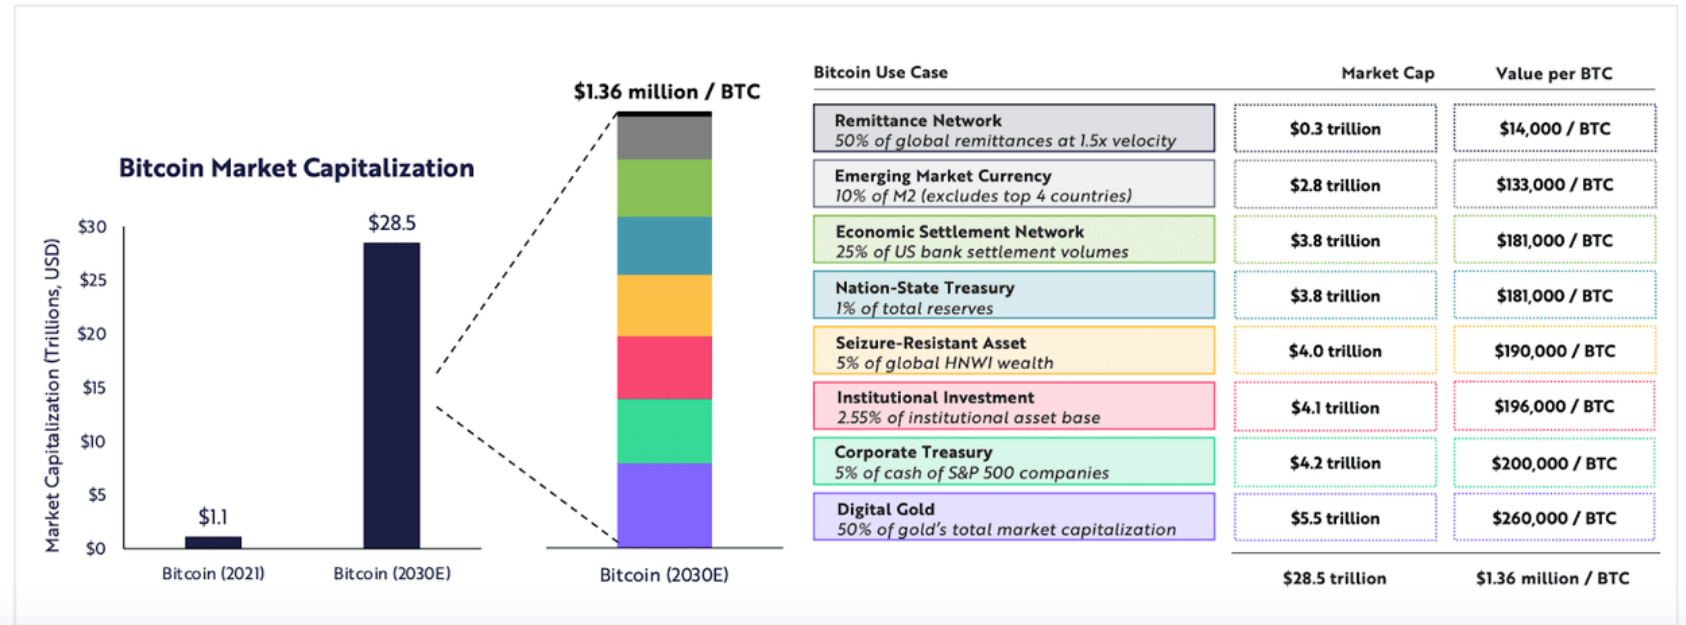 Bitcoin Market Capitalization
Market Capitalization (Trillions, USD)
$30
$25
$20
$15
$10
$5
$0
$1.1
$28.5
Bitcoin (2021)
Bitcoin (2030E)
$1.36 million / BTC
Bitcoin (2030E)
Bitcoin Use Case Market Cap Value per BTC
Remittance Network
50% of global remittances at 1.5x velocity
$0.3 trillion $14,000 / BTC
Emerging Market Currency
10% of M2 (excludes top 4 countries)
$2.8 trillion $133,000 / BTC
Economic Settlement Network
25% of US bank settlement volumes
$3.8 trillion $181,000 / BTC
Nation-State Treasury
1% of total reserves
$3.8 trillion $181,000 / BTC
Seizure-Resistant Asset
5% of global HNWI wealth
$4.0 trillion $190,000 / BTC
Institutional Investment
2.55% of institutional asset base
$4.1 trillion $196,000 / BTC
Corporate Treasury
5% of cash of S&P 500 companies
$4.2 trillion $200,000 / BTC
Digital Gold
50% of gold's total market capitalization
$5.5 trillion $260,000 / BTC
$28.5 trillion $1.36 million / BTC